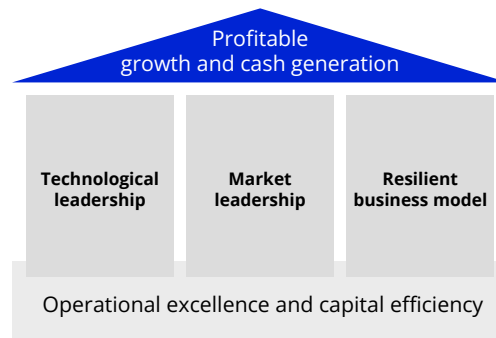 Profitable
growth and cash generation
Technological
leadership
Market
leadership
Resilient
business model
Operational excellence and capital efficiency